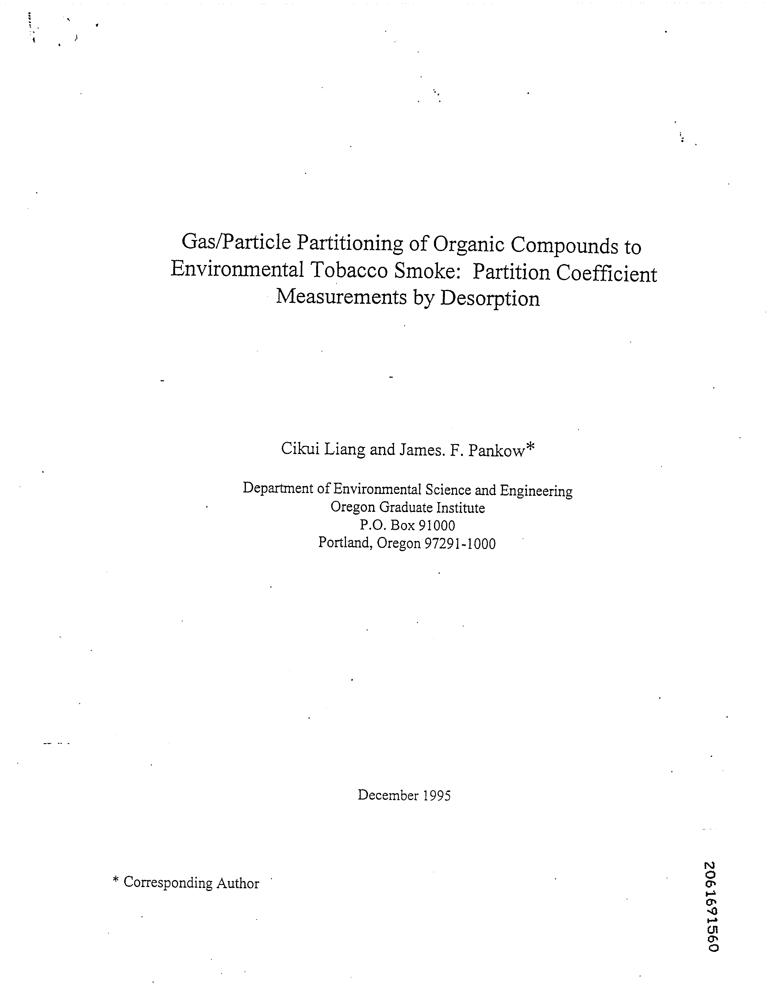 Gas/Particle Partitioning of Organic Compounds to
Environmental Tobacco Smoke: Partition Coefficient
Measurements by Desorption
Cikui Liang and James. F. Pankow*
Department of Environmental Science and Engineering
Oregon Graduate Institute
P.O. Box 91000
Portland, Oregon 97291-1000
December 1995
* Corresponding Author
2061691560